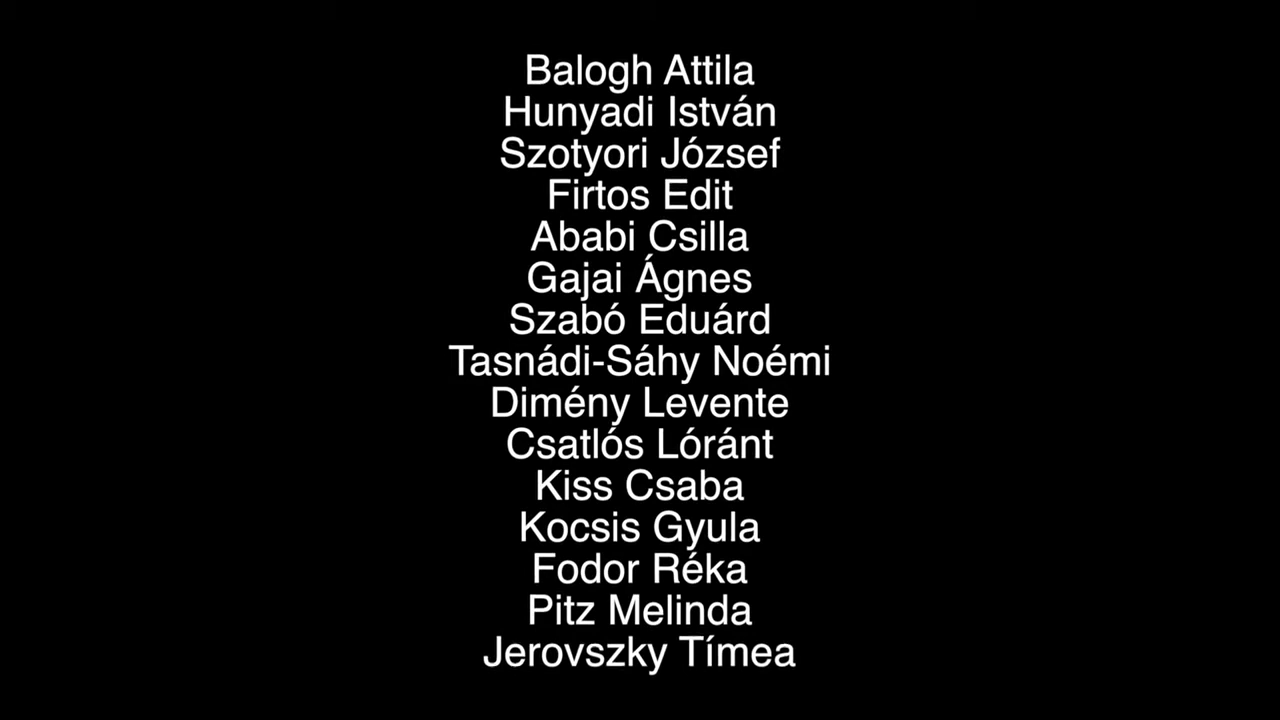 Balogh Attila
Hunyadi István
Szotyori József
Firtos Edit
Ababi Csilla
Gajai Ágnes
Szabó Eduárd
Tasnádi-Sáhy Noémi
Dimény Levente
Csatlós Lóránt
Kiss Csaba
Kocsis Gyula
Fodor Réka
Pitz Melinda
Jerovszky Tímea